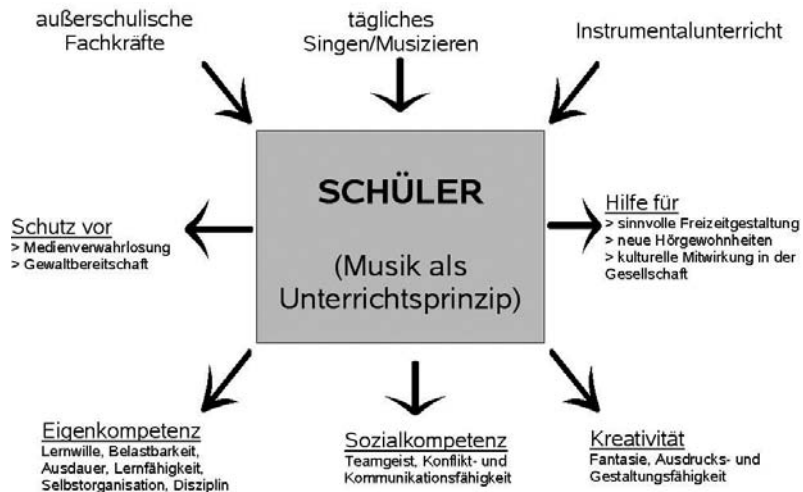 außerschulische
Fachkräfte
tägliches
Singen/Musizieren
Instrumentalunterricht
SCHÜLER
(Musik als
Unterrichtsprinzip)
Schutz vor
> Medienverwahrlosung
> Gewaltbereitschaft
Hilfe für
> sinnvolle Freizeitgestaltung
> neue Hörgewohnheiten
> kulturelle Mitwirkung in der
Gesellschaft
Eigenkompetenz
Lernwille, Belastbarkeit,
Ausdauer, Lernfähigkeit,
Selbstorganisation, Disziplin
Sozialkompetenz
Teamgeist, Konflikt- und
Kommunikationsfähigkeit
Kreativität
Fantasie, Ausdrucks- und
Gestaltungsfähigkeit